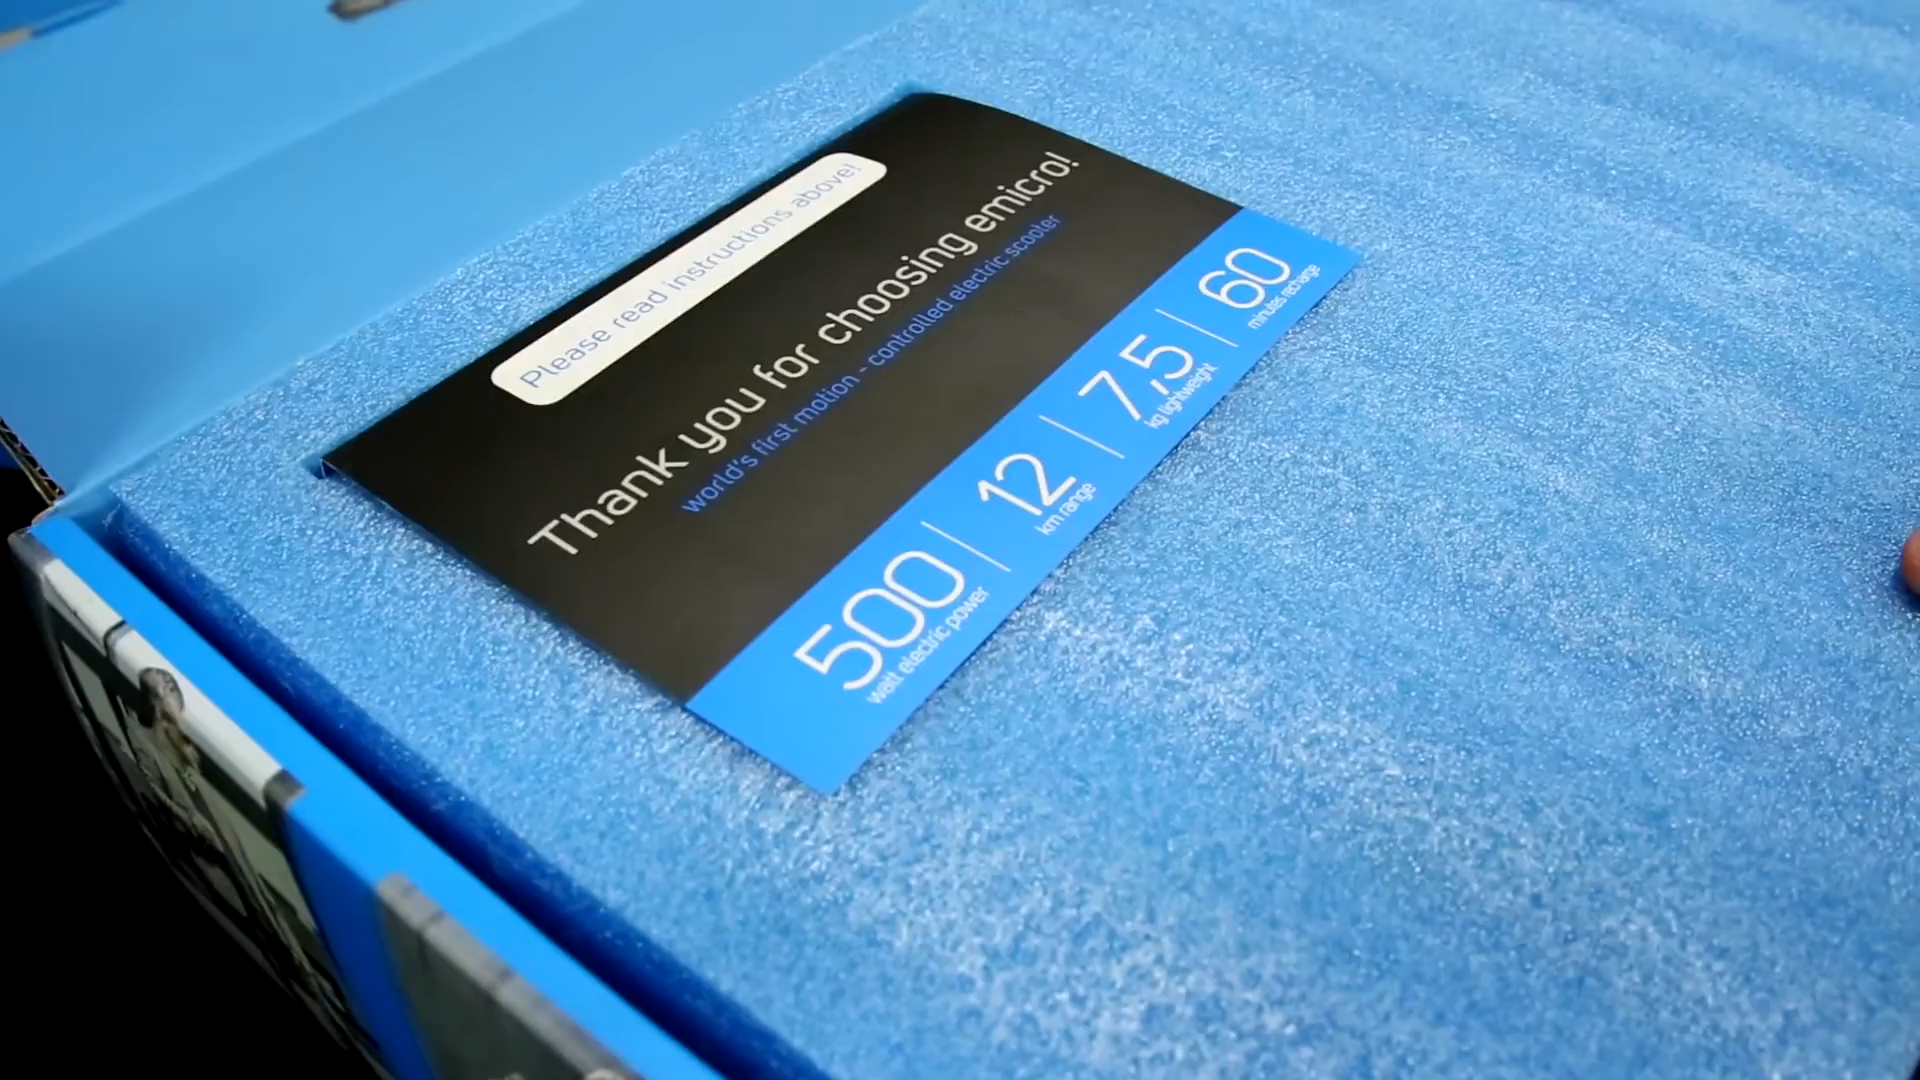 Please read instructions above!
Thank you for choosing emicro!
world's first motion - controlled electric scooter
500
watt electric power
12
km range
7,5
kg lightweight
60
minutes recharge